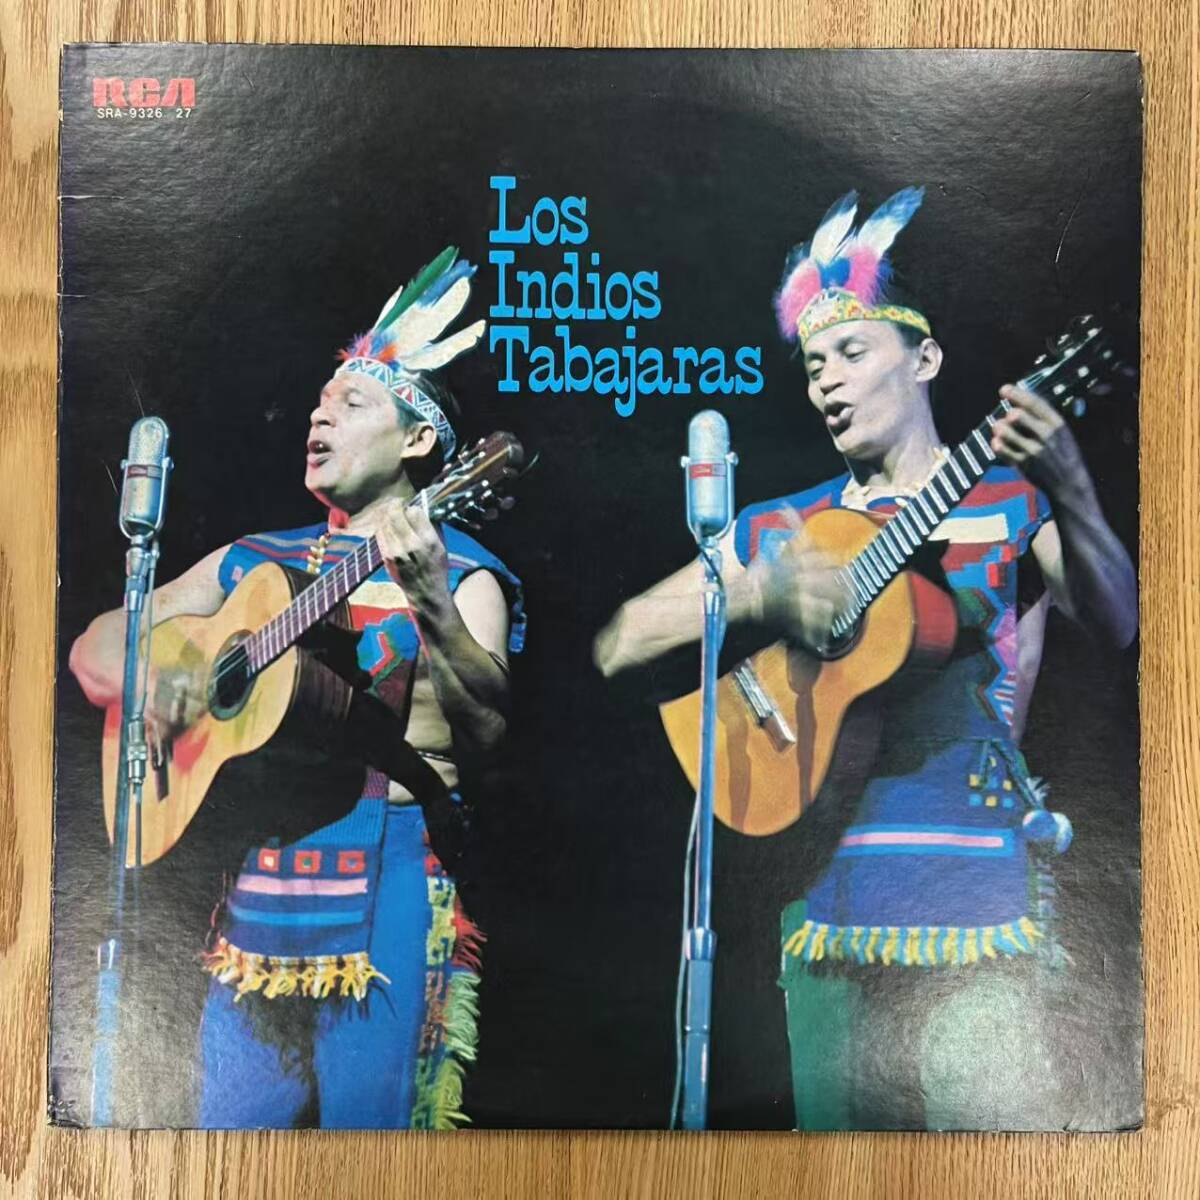 RCA
SRA-9326 27
Los
Indios
Tabajaras